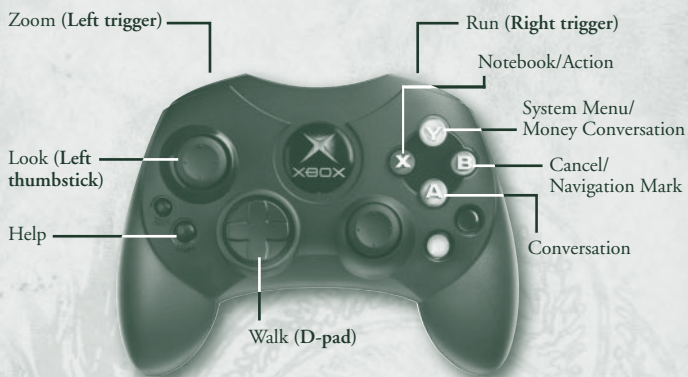 Zoom (Left trigger)
Run (Right trigger)
Notebook/Action
System Menu/
Money Conversation
Look (Left
thumbstick)
Cancel/
Navigation Mark
Help
Conversation
Walk (D-pad)
XBOX
Y
X
B
A